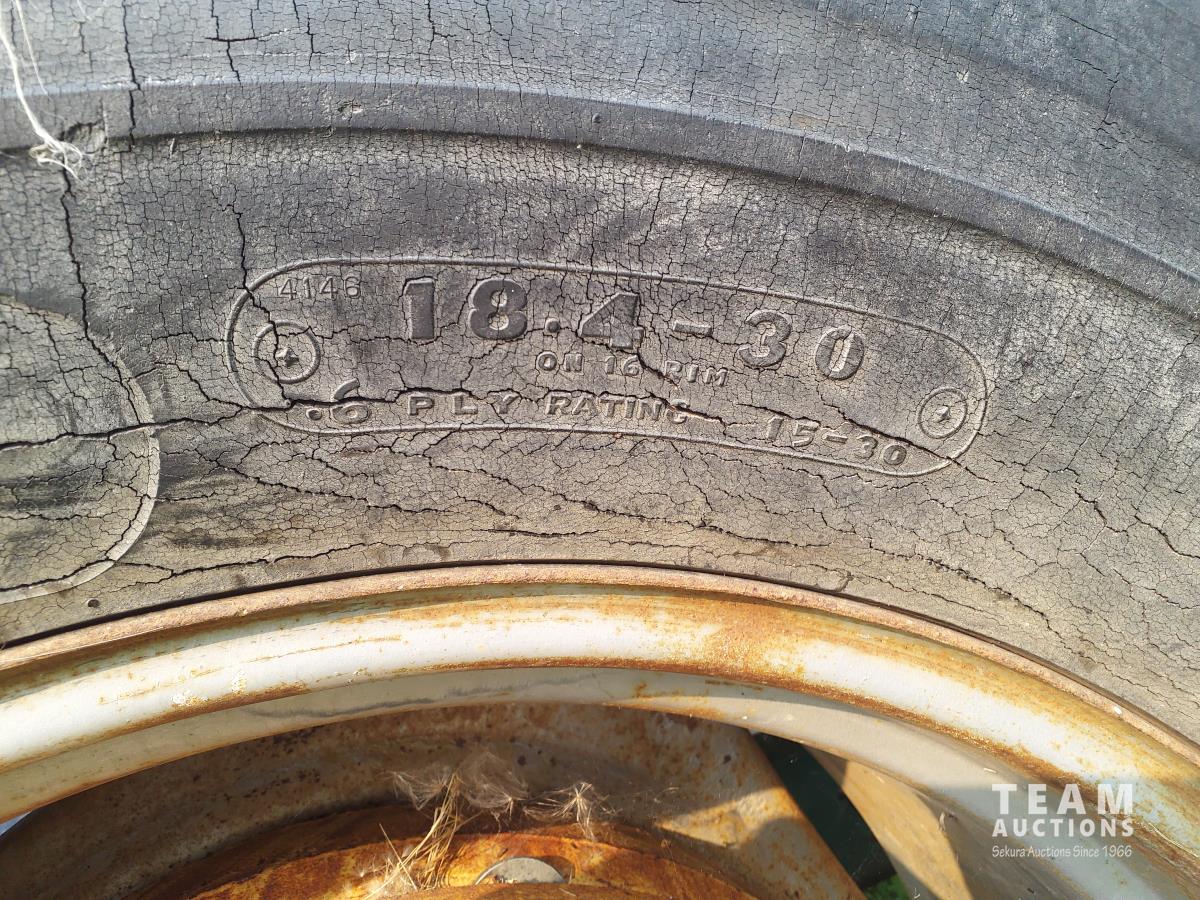 4146
18.4-30
ON 16 RIM
6 PLY RATING 15-30
TEAM
AUCTIONS
Sekura Auctions Since 1966